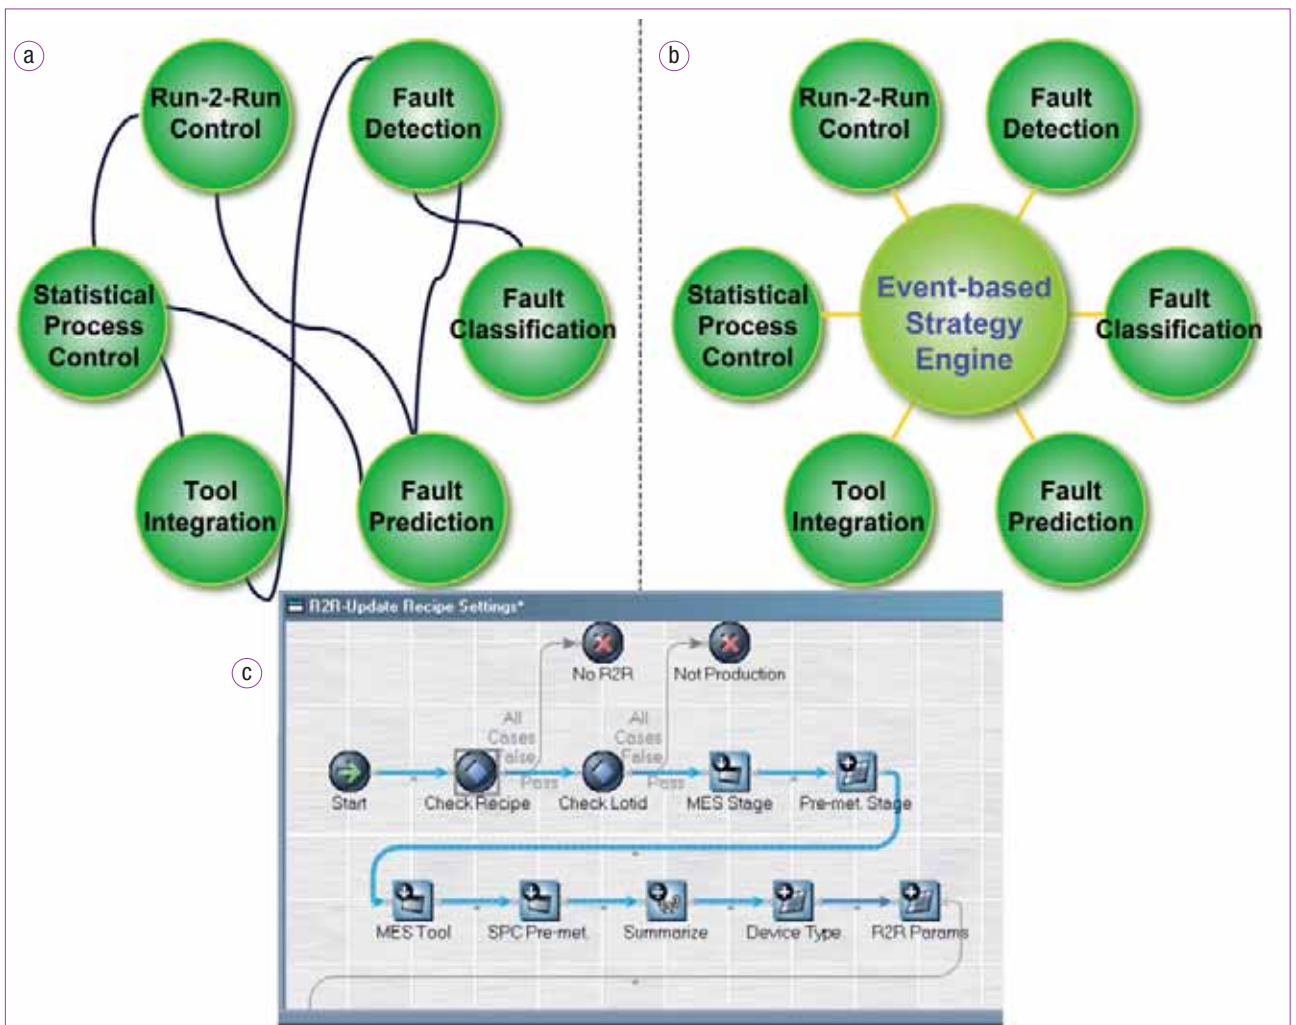 a
Run-2-Run
Control
Fault
Detection
Statistical
Process
Control
Fault
Classification
Tool
Integration
Fault
Prediction
b
Run-2-Run
Control
Fault
Detection
Statistical
Process
Control
Event-based
Strategy
Engine
Fault
Classification
Tool
Integration
Fault
Prediction
c
R2R-Update Recipe Settings*
No R2R
Not Production
All
Cases
False
Pass
All
Cases
False
Pass
Start
Check Recipe
Check Lotid
MES Stage
Pre-met. Stage
MES Tool
SPC Pre-met.
Summarize
Device Type
R2R Params